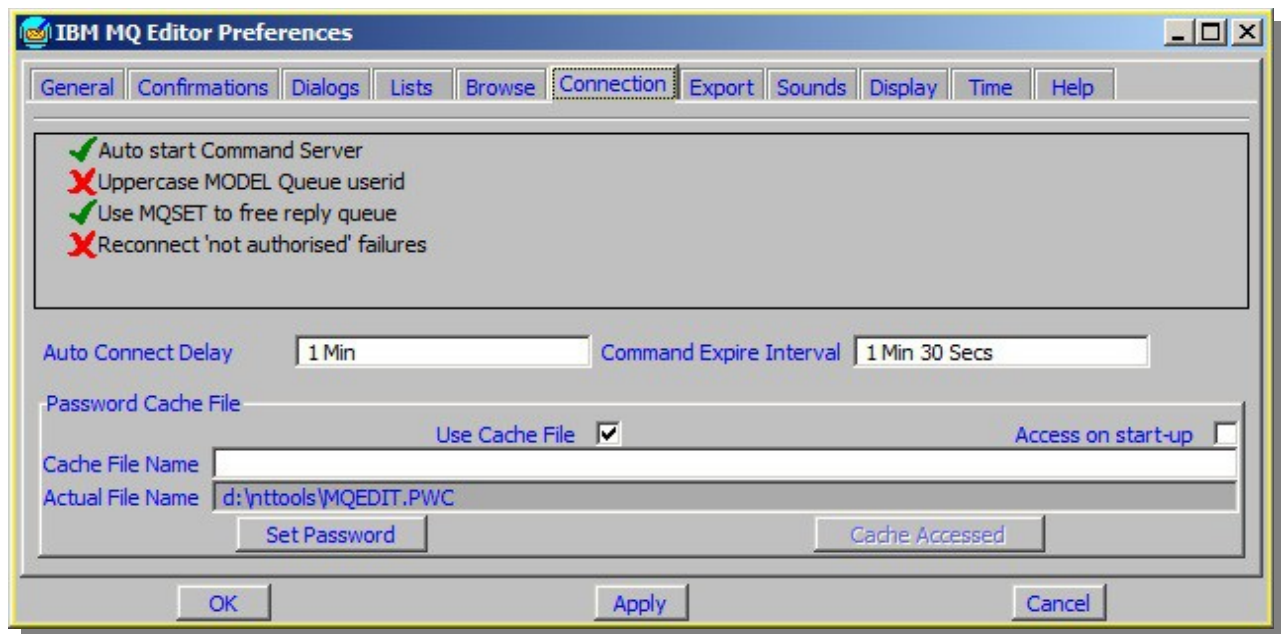 IBM MQ Editor Preferences
General Confirmations Dialogs Lists Browse Connection Export Sounds Display Time Help
Auto start Command Server
Uppercase MODEL Queue userid
Use MQSET to free reply queue
Reconnect 'not authorised' failures
Auto Connect Delay 1 Min Command Expire Interval 1 Min 30 Secs
Password Cache File
Use Cache File Access on start-up
Cache File Name
Actual File Name d:\nttools\MQEDIT.PWC
Set Password Cache Accessed
OK Apply Cancel